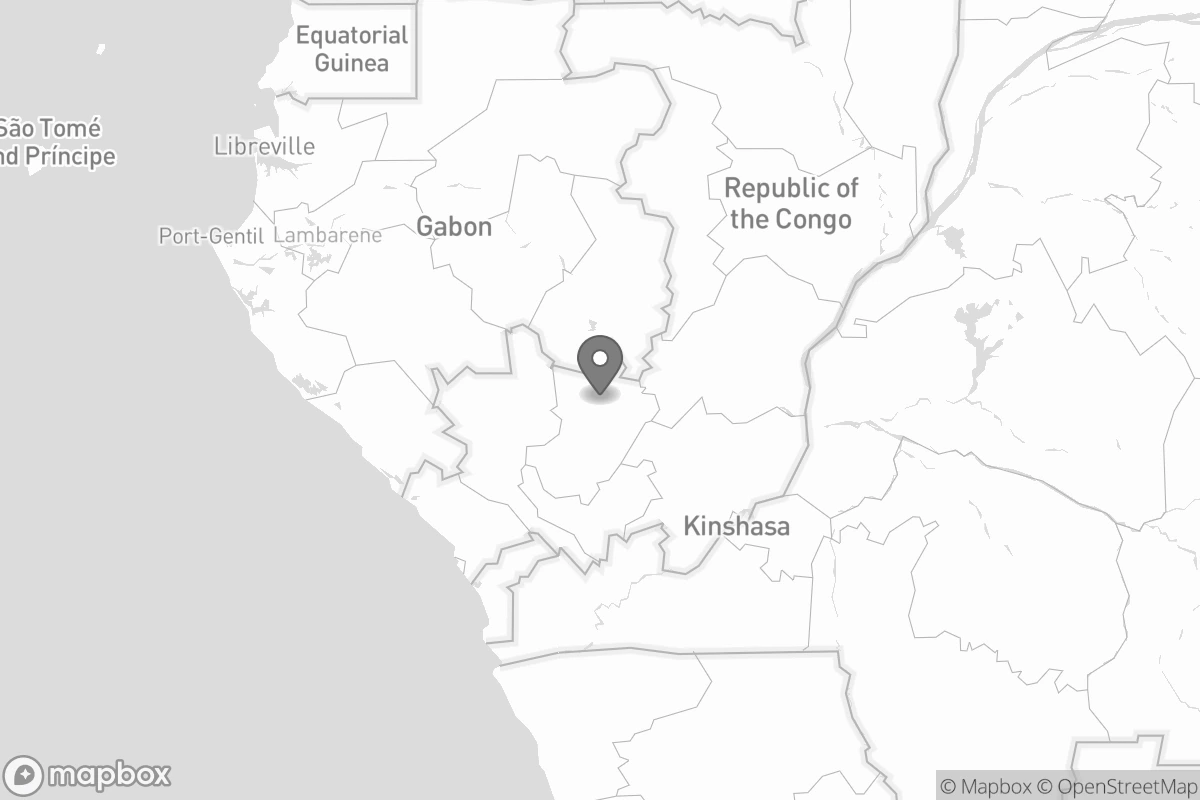 Equatorial
Guinea
São Tomé
nd Príncipe
Libreville
Republic of
the Congo
Gabon
Port-Gentil
Lambarene
Kinshasa
mapbox
© Mapbox © OpenStreetMap